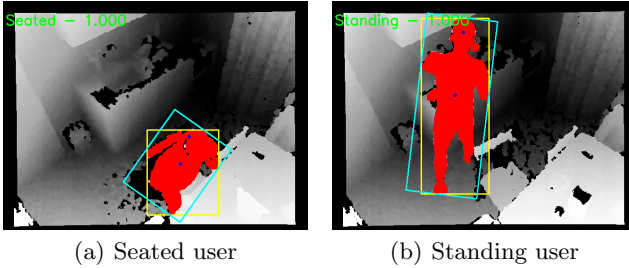 Seated - 1.000
Standing - 1.000
(a) Seated user
(b) Standing user